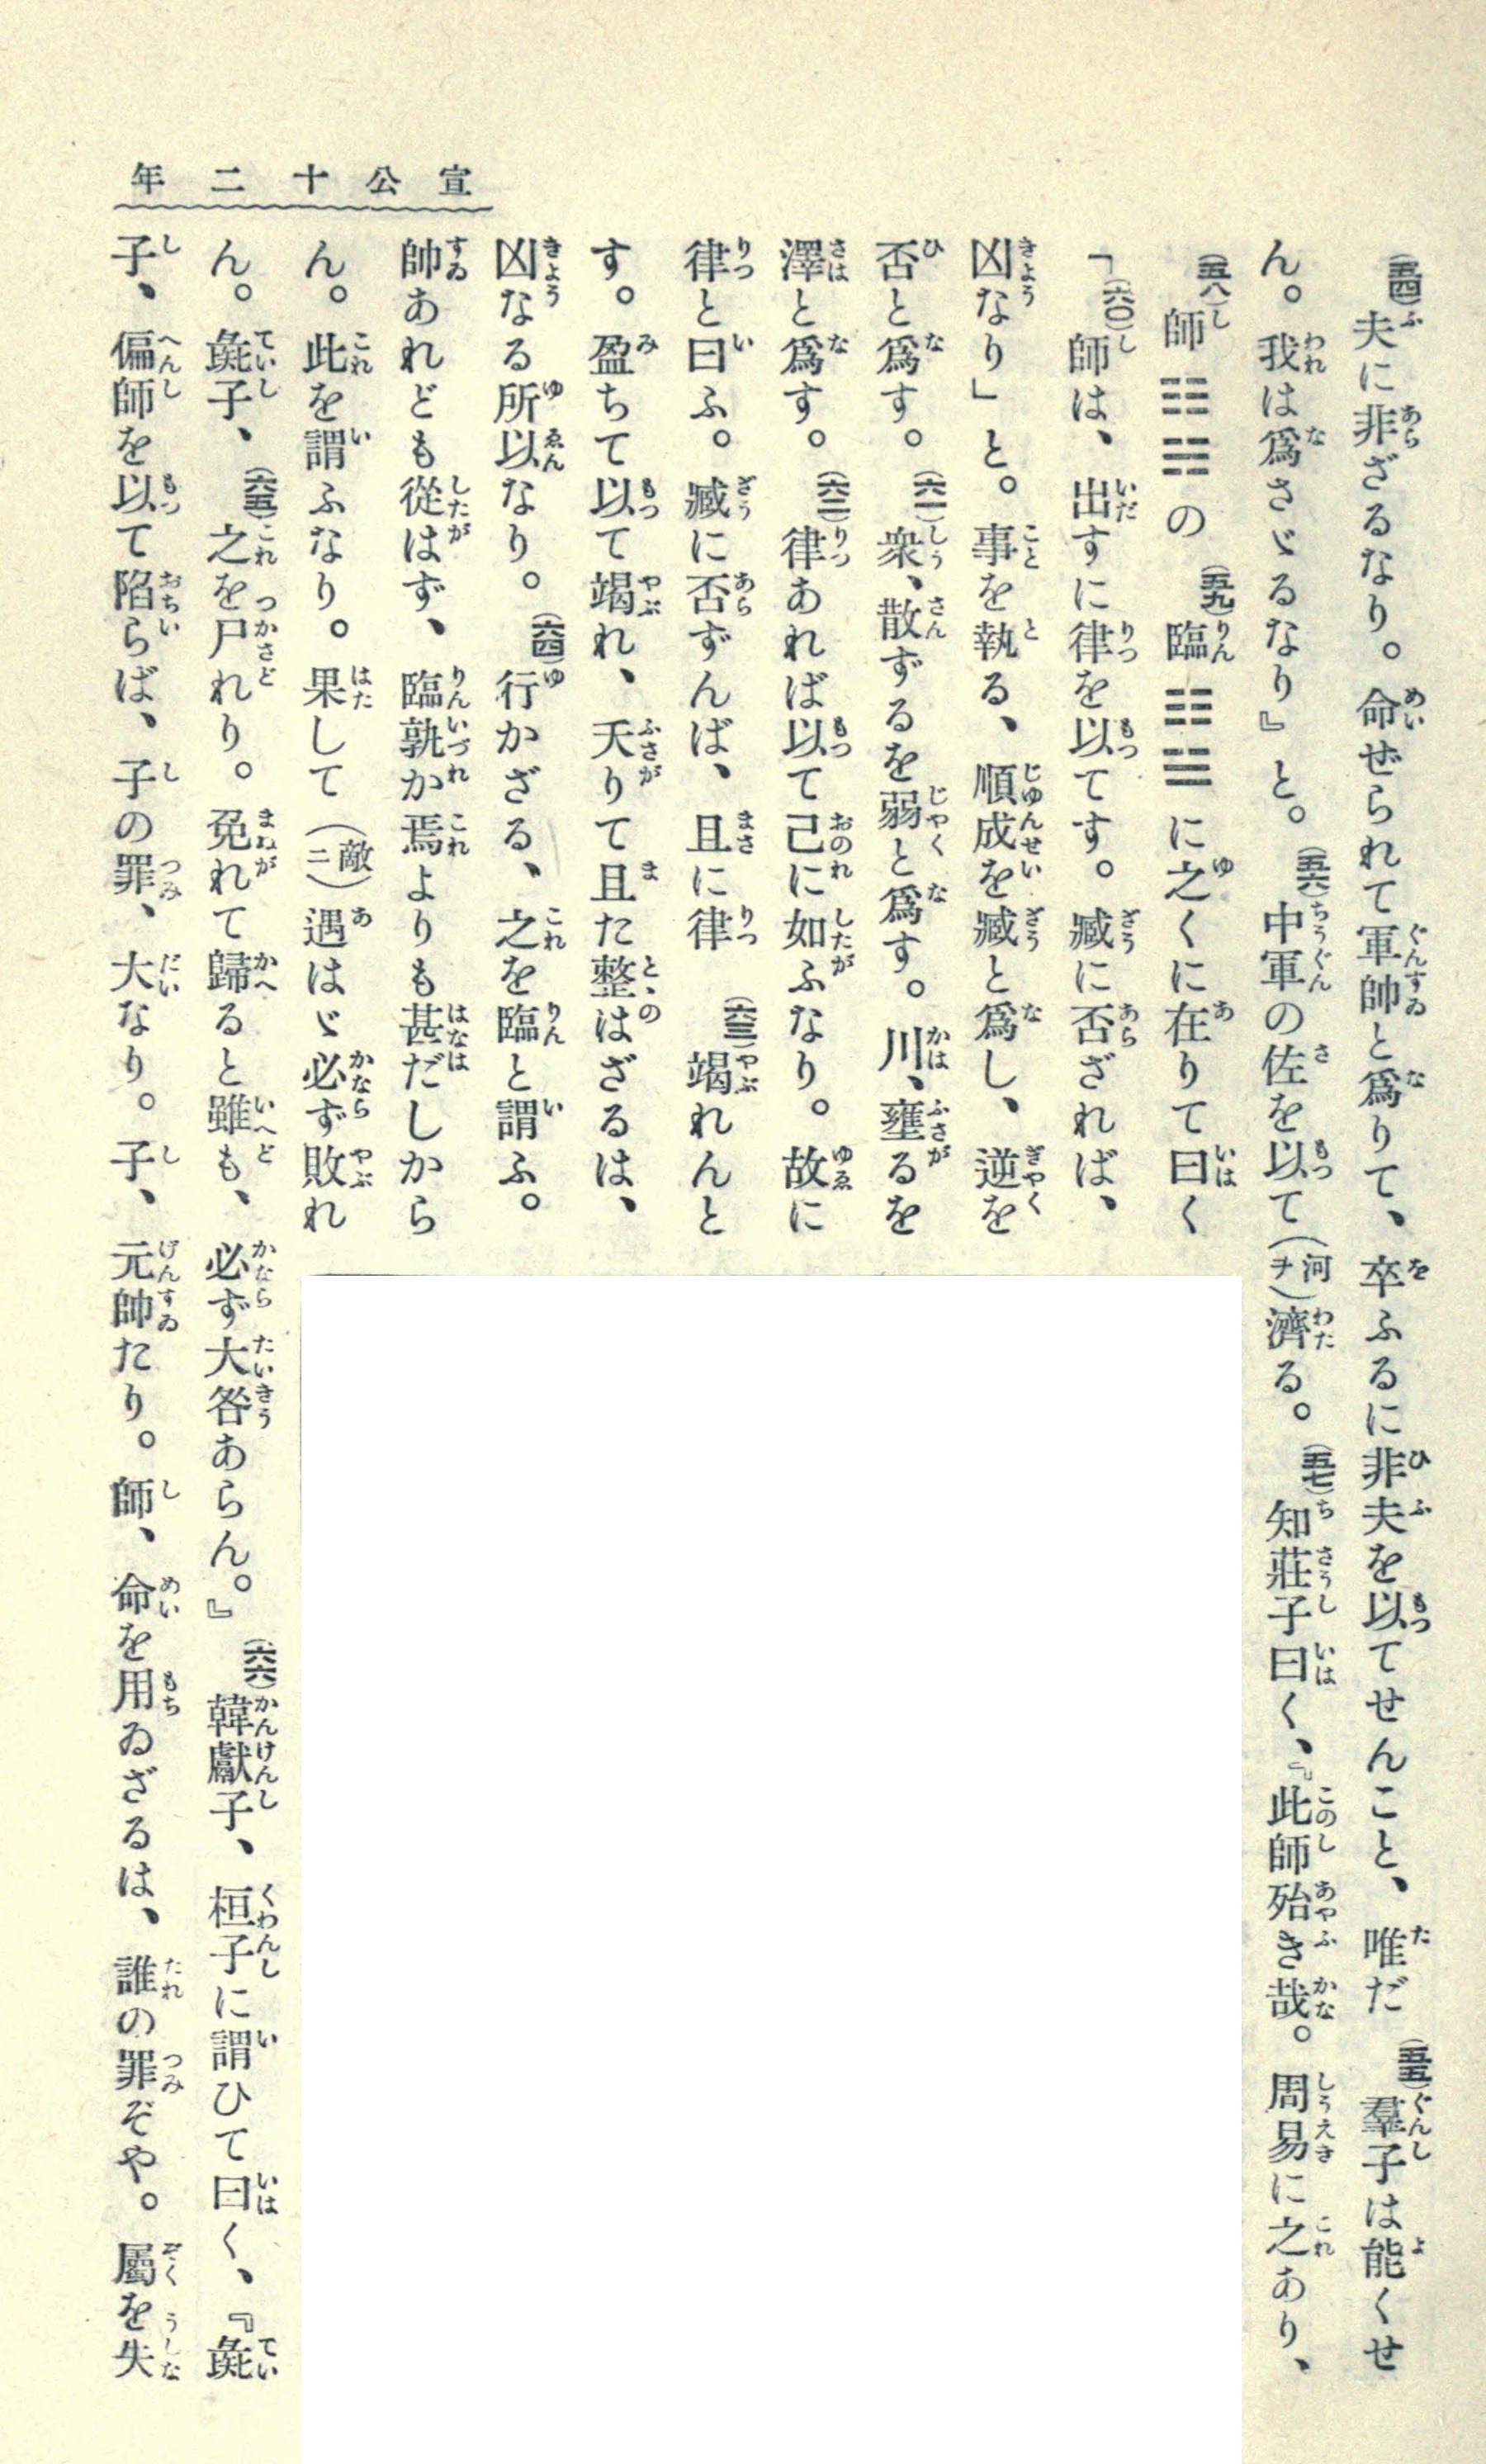 宣公十二年
(五四)夫に非ざるなり。命ぜられて軍帥と爲りて、卒ふるに非夫を以てせんこと、唯だ(五五)羣子は能くせ
ん。我は爲さゞるなり』と。(五六)中軍の佐を以て(河ヲ)濟る。(五七)知莊子曰く、『此師殆き哉。周易に之あり、
(五八)師䷆の(五九)臨䷒に之くに在りて曰く
「(六〇)師は、出すに律を以てす。臧に否ざれば、
凶なり」と。事を執る、順成を臧と爲し、逆を
否と爲す。(六一)衆、散ずるを弱と爲す。川、壅るを
澤と爲す。(六二)律あれば以て己に如ふなり。故に
律と曰ふ。臧に否ずんば、且に律(六三)竭れんと
す。盈ちて以て竭れ、夭りて且た整はざるは、
凶なる所以なり。(六四)行かざる、之を臨と謂ふ。
帥あれども從はず、臨孰か焉よりも甚だしから
ん。此を謂ふなり。果して(敵ニ)遇はゞ必ず敗れ
ん。彘子、(六五)之を尸れり。免れて歸ると雖も、必ず大咎あらん。』(六六)韓獻子、桓子に謂ひて曰く、『彘
子、偏師を以て陷らば、子の罪、大なり。子、元帥たり。師、命を用ゐざるは、誰の罪ぞや。屬を失